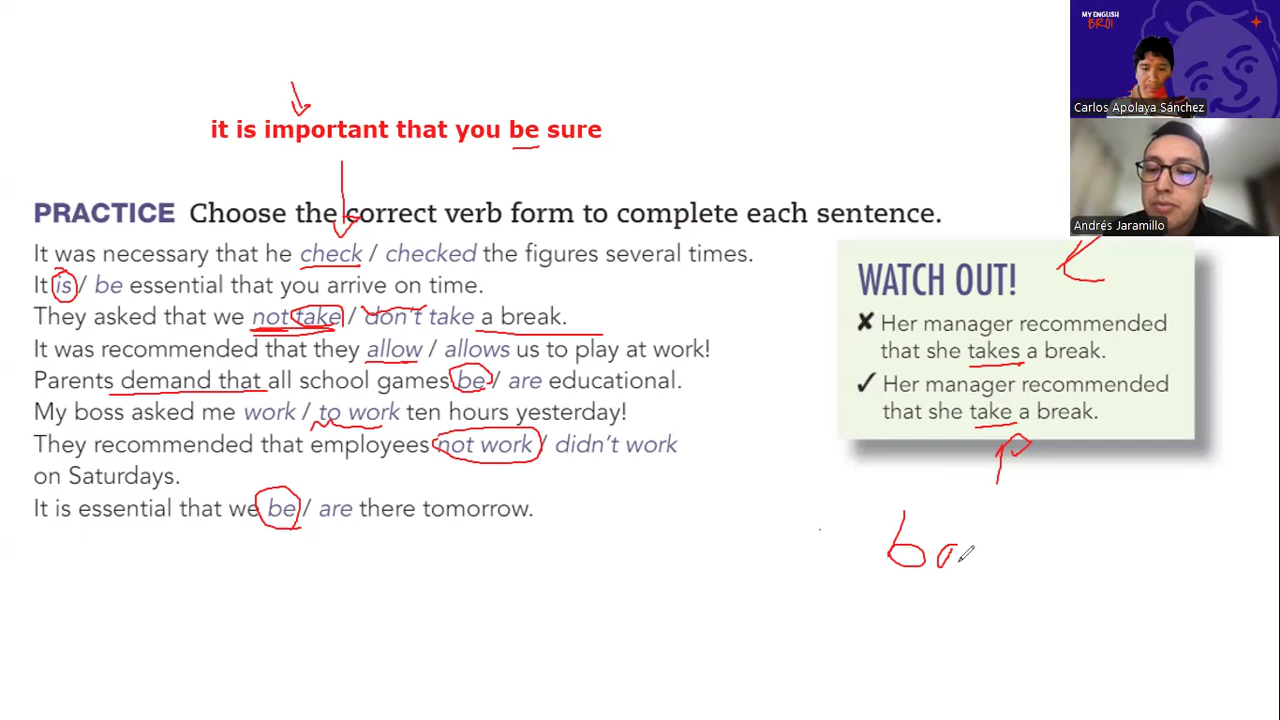 MY ENGLISH
BRO!
Carlos Apolaya Sánchez
Andrés Jaramillo
it is important that you be sure
PRACTICE Choose the correct verb form to complete each sentence.
It was necessary that he check / checked the figures several times.
It is / be essential that you arrive on time.
They asked that we not take / don't take a break.
It was recommended that they allow / allows us to play at work!
Parents demand that all school games be / are educational.
My boss asked me work / to work ten hours yesterday!
They recommended that employees not work / didn't work
on Saturdays.
It is essential that we be / are there tomorrow.
WATCH OUT!
✘ Her manager recommended
that she takes a break.
✓ Her manager recommended
that she take a break.